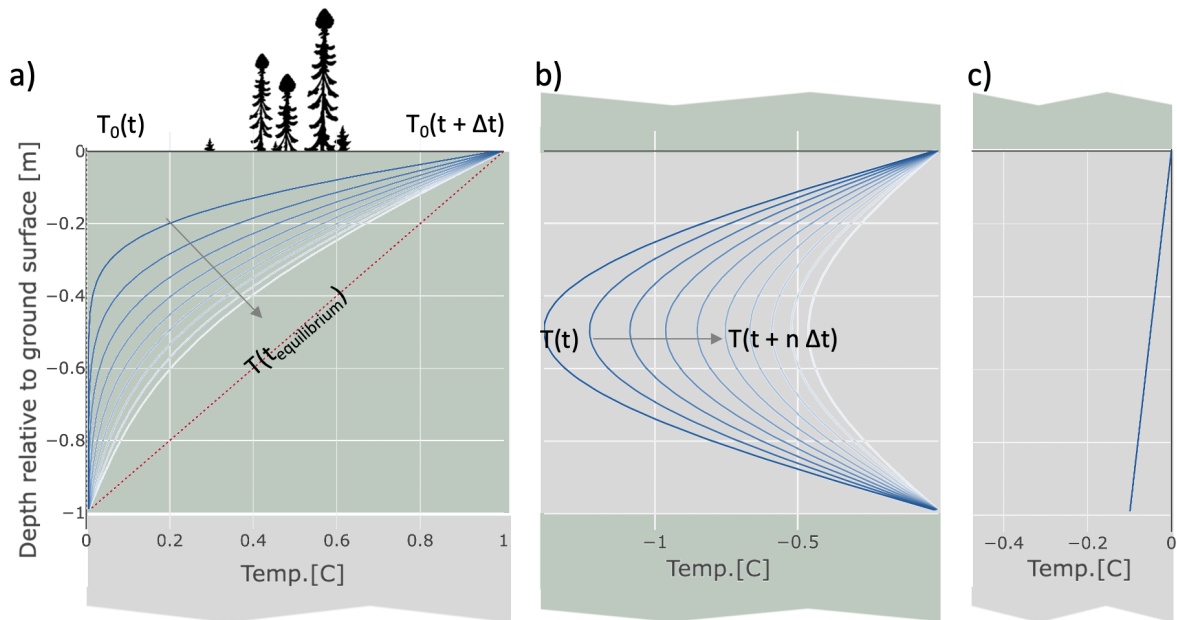 a)
T₀(t)
T₀(t + Δt)
Depth relative to ground surface [m]
0
−0.2
−0.4
−0.6
−0.8
−1
T(t_equilibrium)
0
0.2
0.4
0.6
0.8
1
Temp.[C]
b)
T(t)
T(t + n Δt)
−1
−0.5
Temp.[C]
c)
−0.4
−0.2
0
Temp.[C]